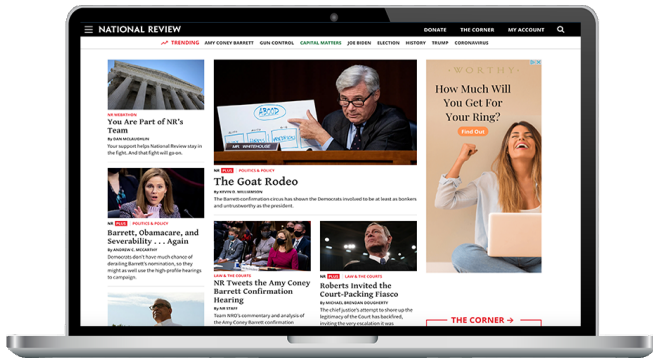 NATIONAL REVIEW
DONATE THE CORNER MY ACCOUNT
TRENDING AMY CONEY BARRETT GUN CONTROL CAPITAL MATTERS JOE BIDEN ELECTION HISTORY TRUMP CORONAVIRUS
NR WEBATHON
You Are Part of NR's
Team
By DAN MCLAUGHLIN
Your support helps National Review stay in
the fight. And that fight will go on.
NR PLUS POLITICS & POLICY
Barrett, Obamacare, and
Severability . . . Again
By ANDREW C. MCCARTHY
Democrats don't have much chance of
derailing Barrett's nomination, so they
might as well use the high-profile hearings
to campaign.
MR. WHITEHOUSE
NR PLUS POLITICS & POLICY
The Goat Rodeo
By KEVIN D. WILLIAMSON
The Barrett-confirmation circus has shown the Democrats involved to be at least as bonkers
and untrustworthy as the president.
LAW & THE COURTS
NR Tweets the Amy Coney
Barrett Confirmation
Hearing
By NR STAFF
Team NRO's commentary and analysis of
the Amy Coney Barrett confirmation
NR PLUS LAW & THE COURTS
Roberts Invited the
Court-Packing Fiasco
By MICHAEL BRENDAN DOUGHERTY
The chief justice's attempt to shore up the
legitimacy of the Court has backfired,
inviting the very escalation it was
WORTHY
How Much Will
You Get For
Your Ring?
Find Out
THE CORNER →